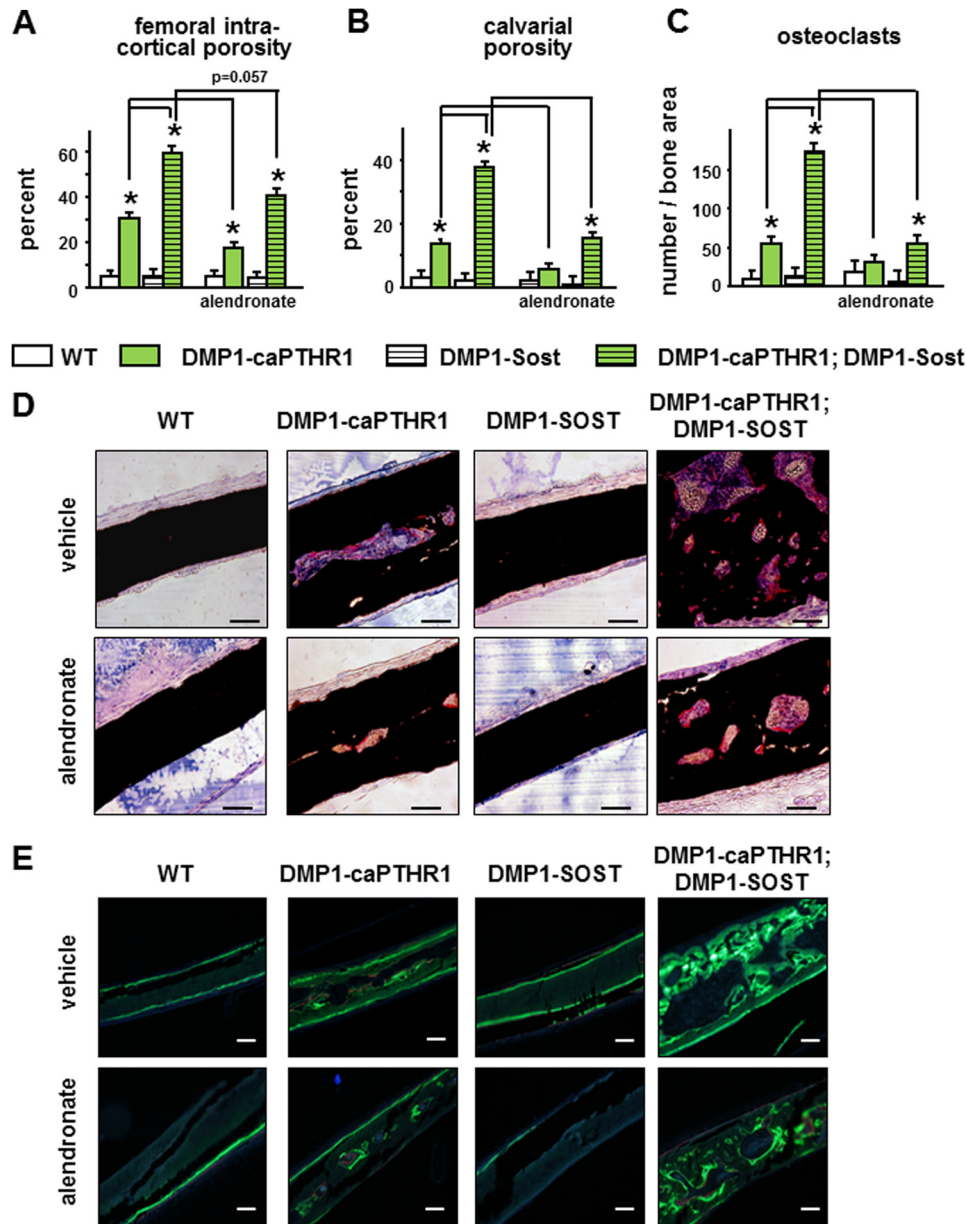 A
femoral intra-
cortical porosity
p=0.057
percent
60
40
20
0
*
*
*
*
alendronate
B
calvarial
porosity
percent
40
20
0
*
*
*
alendronate
C
osteoclasts
number / bone area
150
100
50
0
*
*
*
alendronate
WT
DMP1-caPTHR1
DMP1-Sost
DMP1-caPTHR1; DMP1-Sost
D
WT
DMP1-caPTHR1
DMP1-SOST
DMP1-caPTHR1;
DMP1-SOST
vehicle
alendronate
E
WT
DMP1-caPTHR1
DMP1-SOST
DMP1-caPTHR1;
DMP1-SOST
vehicle
alendronate